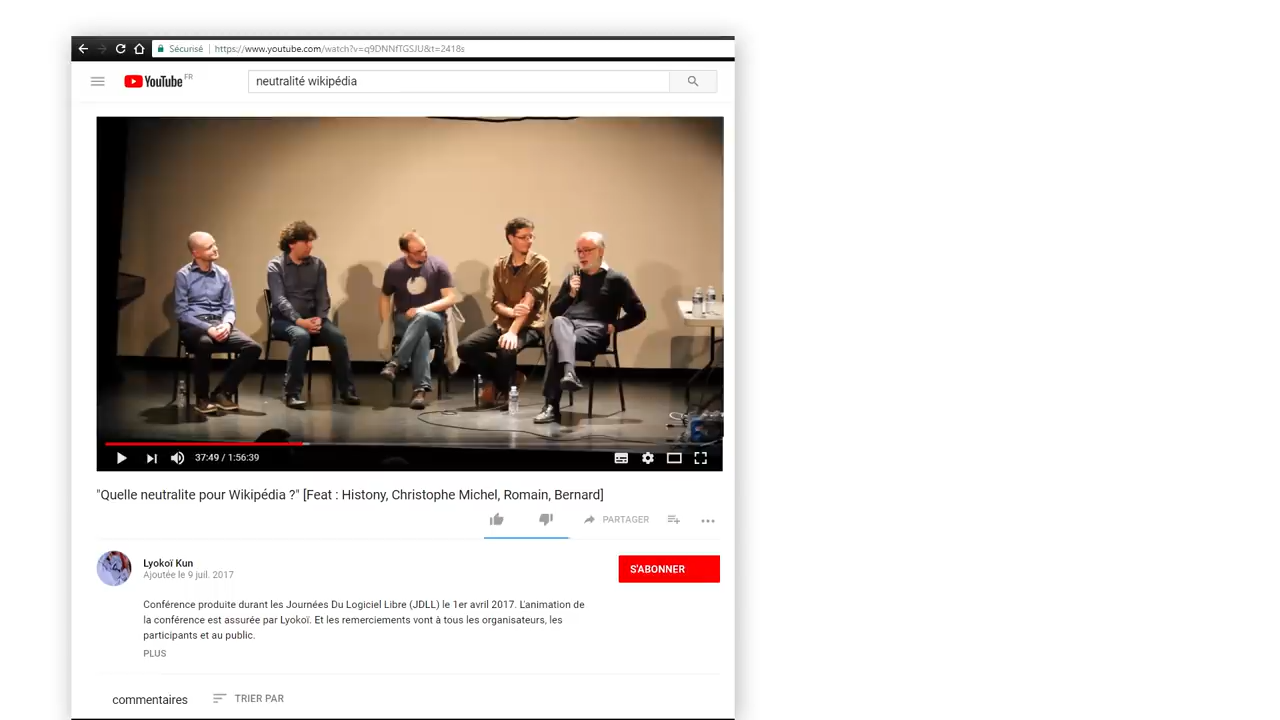 Sécurisé https://www.youtube.com/watch?v=q9DNNfTGSJU&t=2418s
YouTube FR
neutralité wikipédia
37:49 / 1:56:39
"Quelle neutralite pour Wikipédia ?" [Feat : Histony, Christophe Michel, Romain, Bernard]
PARTAGER
Lyokoï Kun
Ajoutée le 9 juil. 2017
S'ABONNER
Conférence produite durant les Journées Du Logiciel Libre (JDLL) le 1er avril 2017. L'animation de
la conférence est assurée par Lyokoï. Et les remerciements vont à tous les organisateurs, les
participants et au public.
PLUS
commentaires
TRIER PAR